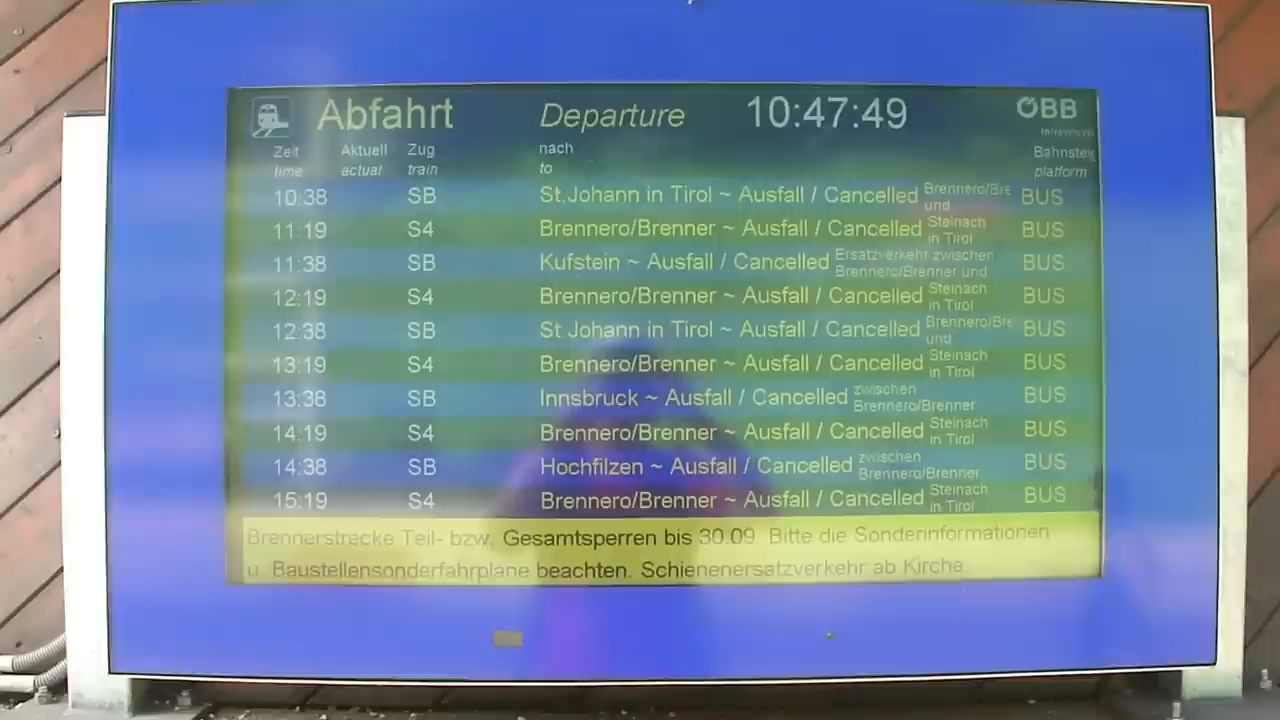 Abfahrt Departure 10:47:49 ÖBB
Zeit Aktuell Zug nach Bahnsteig
time actual train to platform
10:38 SB St.Johann in Tirol ~ Ausfall / Cancelled Brennero/Bre und BUS
11:19 S4 Brennero/Brenner ~ Ausfall / Cancelled Steinach in Tirol BUS
11:38 SB Kufstein ~ Ausfall / Cancelled Ersatzverkehr zwischen Brennero/Brenner und BUS
12:19 S4 Brennero/Brenner ~ Ausfall / Cancelled Steinach in Tirol BUS
12:38 SB St.Johann in Tirol ~ Ausfall / Cancelled Brennero/Bre und BUS
13:19 S4 Brennero/Brenner ~ Ausfall / Cancelled Steinach in Tirol BUS
13:38 SB Innsbruck ~ Ausfall / Cancelled zwischen Brennero/Brenner BUS
14:19 S4 Brennero/Brenner ~ Ausfall / Cancelled Steinach in Tirol BUS
14:38 SB Hochfilzen ~ Ausfall / Cancelled zwischen Brennero/Brenner BUS
15:19 S4 Brennero/Brenner ~ Ausfall / Cancelled Steinach in Tirol BUS
Brennerstrecke Teil- bzw. Gesamtsperren bis 30.09. Bitte die Sonderinformationen
u. Baustellensonderfahrpläne beachten. Schienenersatzverkehr ab Kirche.